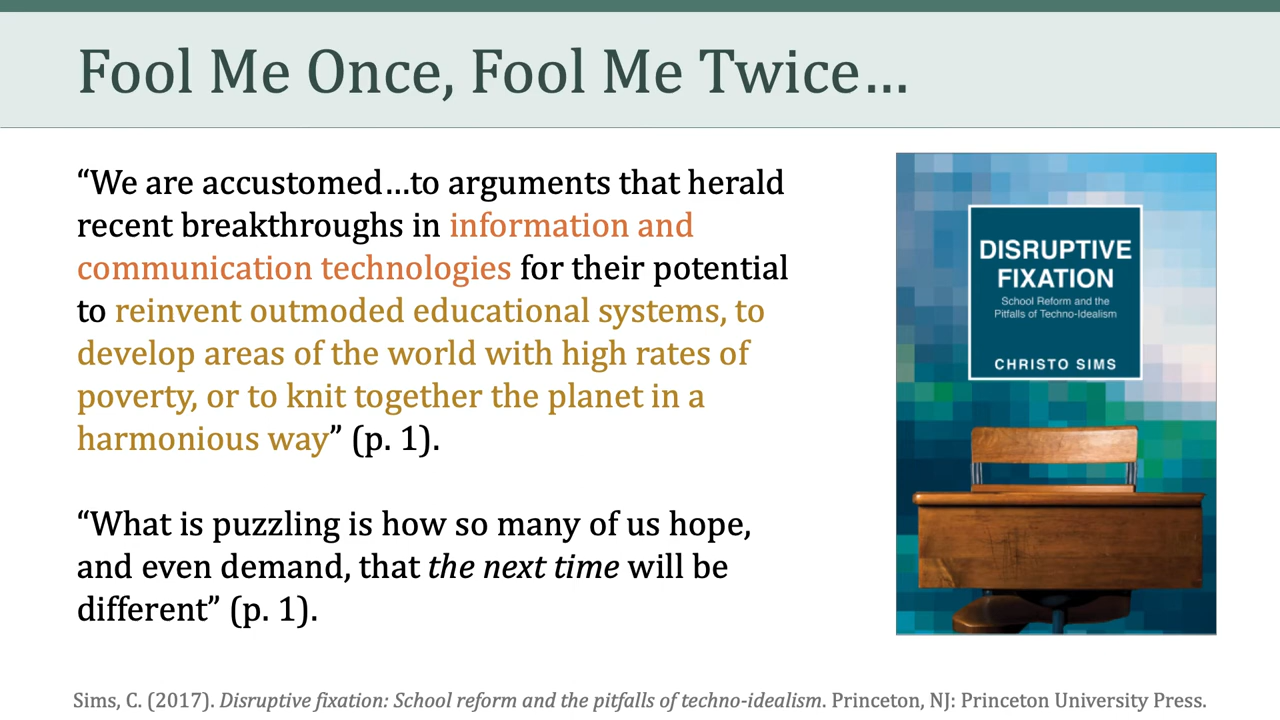 Fool Me Once, Fool Me Twice…
“We are accustomed…to arguments that herald
recent breakthroughs in information and
communication technologies for their potential
to reinvent outmoded educational systems, to
develop areas of the world with high rates of
poverty, or to knit together the planet in a
harmonious way” (p. 1).
“What is puzzling is how so many of us hope,
and even demand, that the next time will be
different” (p. 1).
DISRUPTIVE
FIXATION
School Reform and the
Pitfalls of Techno-Idealism
CHRISTO SIMS
Sims, C. (2017). Disruptive fixation: School reform and the pitfalls of techno-idealism. Princeton, NJ: Princeton University Press.